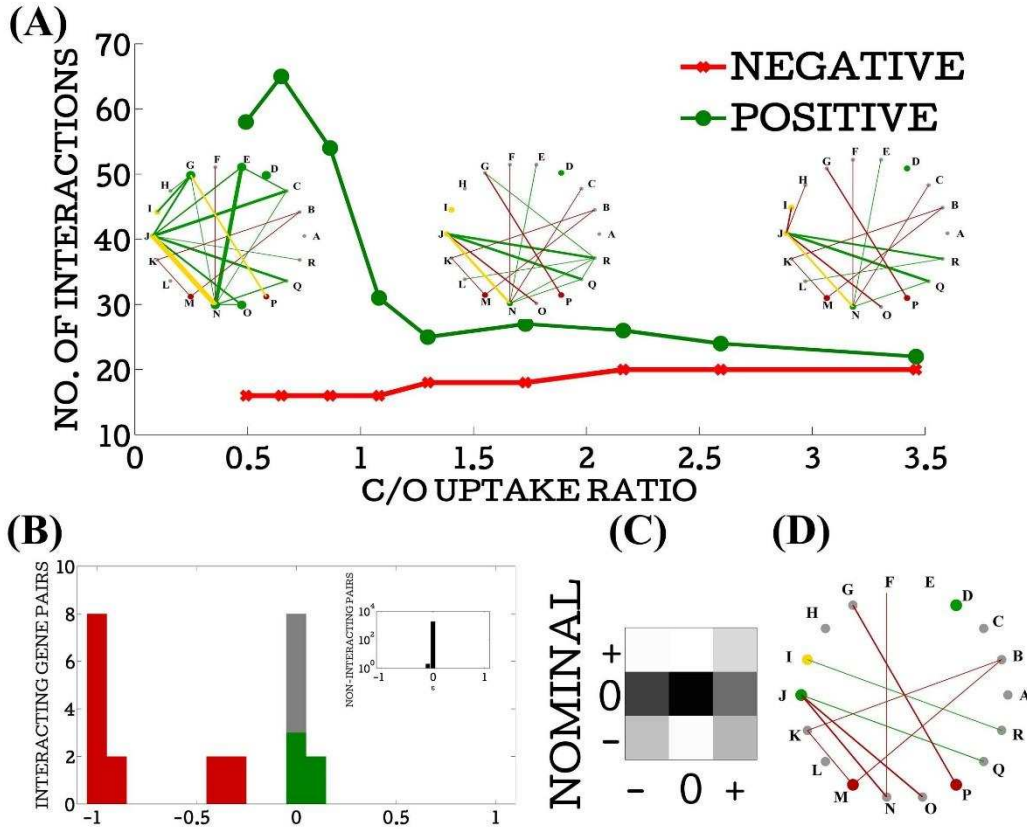 (A)
NO. OF INTERACTIONS
70
60
50
40
30
20
10
NEGATIVE
POSITIVE
F
G
E
D
H
C
I
B
J
A
K
R
L
Q
M
P
N
O
F
G
E
D
H
C
I
B
J
A
K
R
L
Q
M
P
N
O
F
G
E
D
H
C
I
B
J
A
K
R
L
Q
M
P
N
O
0
0.5
1
1.5
2
2.5
3
3.5
C/O UPTAKE RATIO
(B)
INTERACTING GENE PAIRS
10
8
6
4
2
0
-1
-0.5
0
0.5
1
NON-INTERACTING PAIRS
10^4
10^2
10^0
-1
0
1
s
(C)
NOMINAL
+
0
-
- 0 +
(D)
F
G
E
D
H
C
I
B
J
A
K
R
L
Q
M
P
N
O